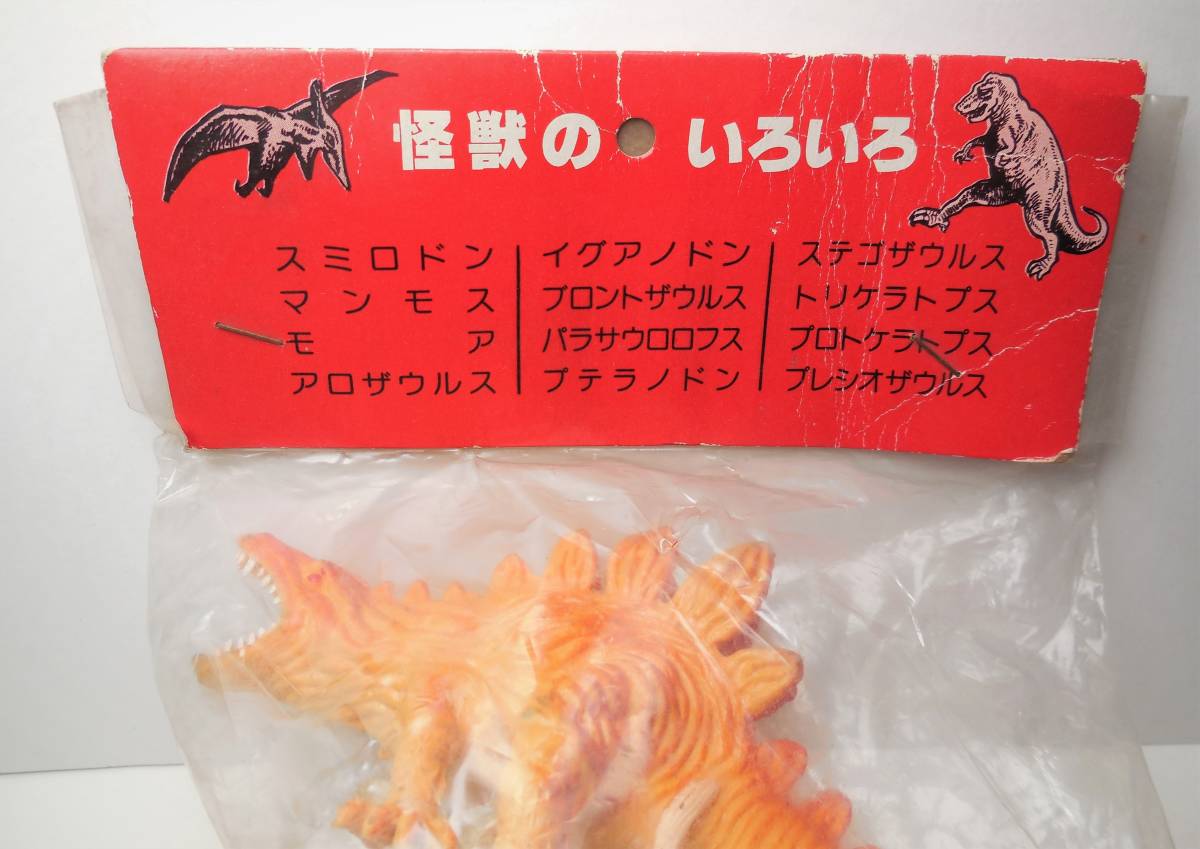 怪獣の いろいろ
スミロドン
マンモス
モア
アロザウルス
イグアノドン
ブロントザウルス
パラサウロロフス
プテラノドン
ステゴザウルス
トリケラトプス
プロトケラトプス
プレシオザウルス